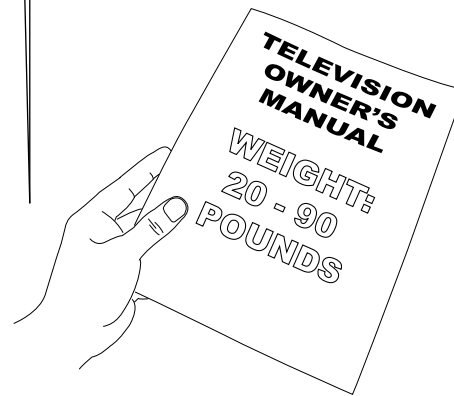 TELEVISION
OWNER'S
MANUAL
WEIGHT:
20 - 90
POUNDS